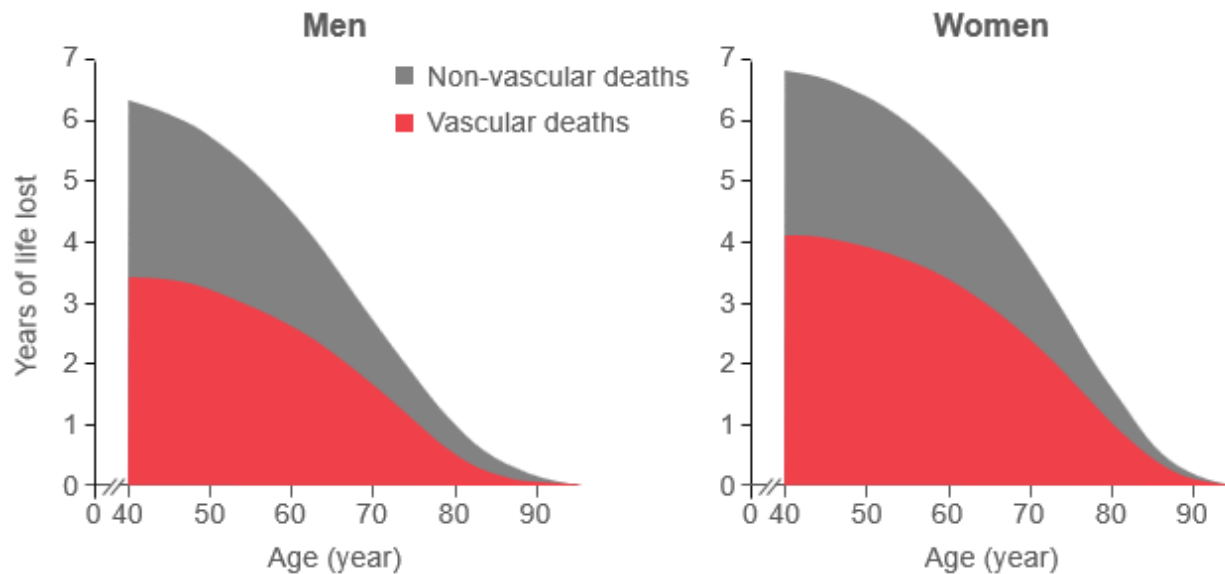 Men
Women
Non-vascular deaths
Vascular deaths
Years of life lost
7
6
5
4
3
2
1
0
0 40 50 60 70 80 90
Age (year)
7
6
5
4
3
2
1
0
0 40 50 60 70 80 90
Age (year)